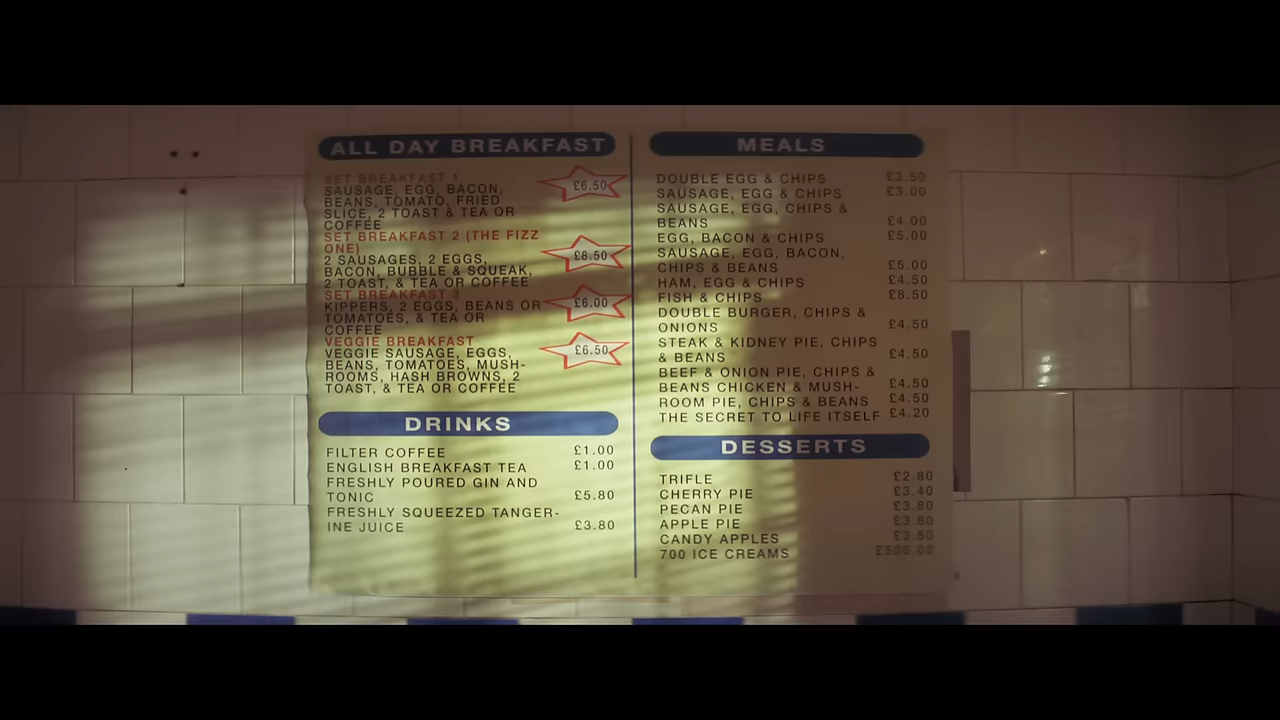 ALL DAY BREAKFAST
SET BREAKFAST 1
SAUSAGE, EGG, BACON,
BEANS, TOMATO, FRIED
SLICE, 2 TOAST & TEA OR
COFFEE
£6.50
SET BREAKFAST 2 (THE FIZZ
ONE)
2 SAUSAGES, 2 EGGS,
BACON, BUBBLE & SQUEAK,
2 TOAST, & TEA OR COFFEE
£8.50
SET BREAKFAST 3
KIPPERS, 2 EGGS, BEANS OR
TOMATOES, & TEA OR
COFFEE
£6.00
VEGGIE BREAKFAST
VEGGIE SAUSAGE, EGGS,
BEANS, TOMATOES, MUSH-
ROOMS, HASH BROWNS, 2
TOAST, & TEA OR COFFEE
£6.50
DRINKS
FILTER COFFEE £1.00
ENGLISH BREAKFAST TEA £1.00
FRESHLY POURED GIN AND
TONIC £5.80
FRESHLY SQUEEZED TANGER-
INE JUICE £3.80
MEALS
DOUBLE EGG & CHIPS £3.50
SAUSAGE, EGG & CHIPS £3.00
SAUSAGE, EGG, CHIPS &
BEANS £4.00
EGG, BACON & CHIPS £5.00
SAUSAGE, EGG, BACON,
CHIPS & BEANS £5.00
HAM, EGG & CHIPS £4.50
FISH & CHIPS £8.50
DOUBLE BURGER, CHIPS &
ONIONS £4.50
STEAK & KIDNEY PIE, CHIPS
& BEANS £4.50
BEEF & ONION PIE, CHIPS &
BEANS CHICKEN & MUSH- £4.50
ROOM PIE, CHIPS & BEANS £4.50
THE SECRET TO LIFE ITSELF £4.20
DESSERTS
TRIFLE £2.80
CHERRY PIE £3.40
PECAN PIE £3.80
APPLE PIE £3.80
CANDY APPLES £3.50
700 ICE CREAMS £500.00